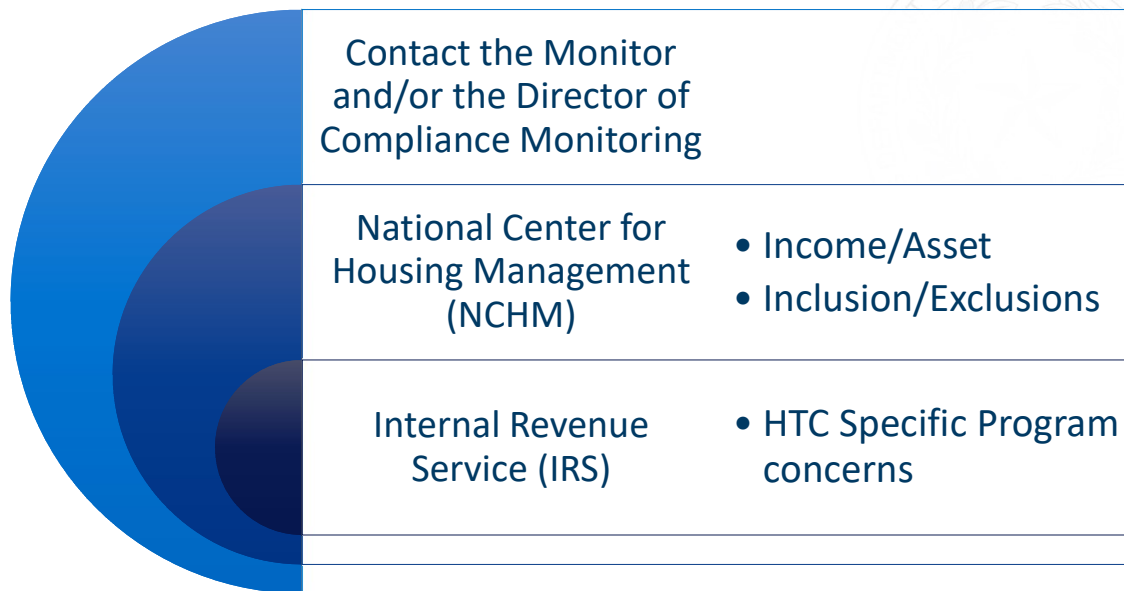 Contact the Monitor
and/or the Director of
Compliance Monitoring
National Center for
Housing Management
(NCHM)
• Income/Asset
• Inclusion/Exclusions
Internal Revenue
Service (IRS)
• HTC Specific Program
concerns